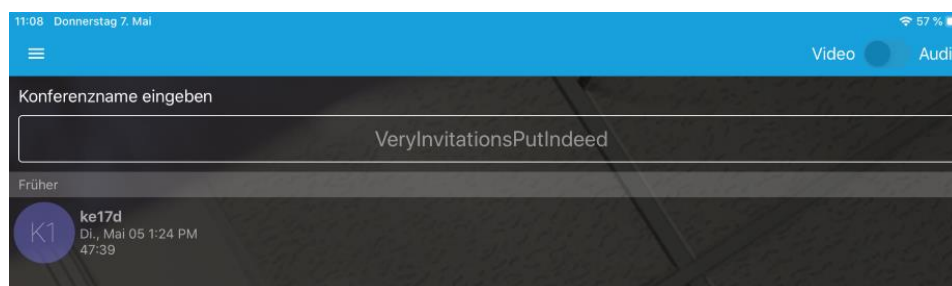 11:08 Donnerstag 7. Mai 57 %
Video Audi
Konferenzname eingeben
VeryInvitationsPutIndeed
Früher
K1
ke17d
Di., Mai 05 1:24 PM
47:39